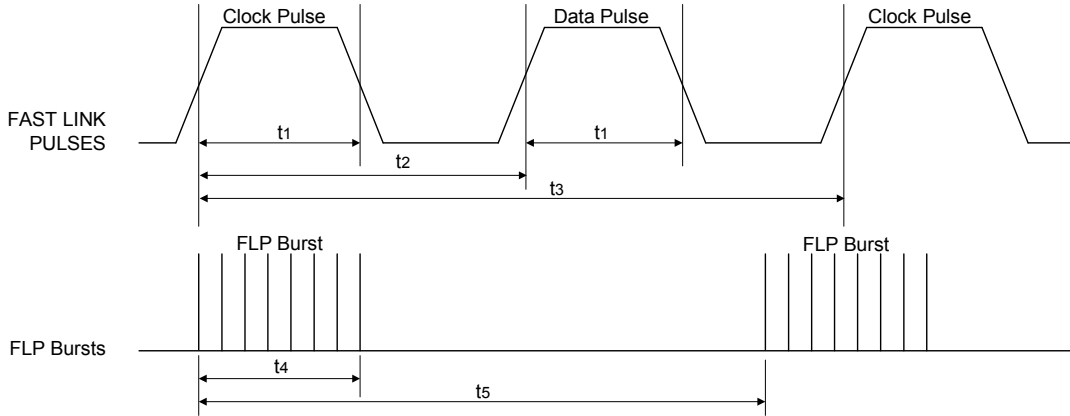 Clock Pulse
Data Pulse
Clock Pulse
FAST LINK
PULSES
t1
t1
t2
t3
FLP Burst
FLP Burst
FLP Bursts
t4
t5